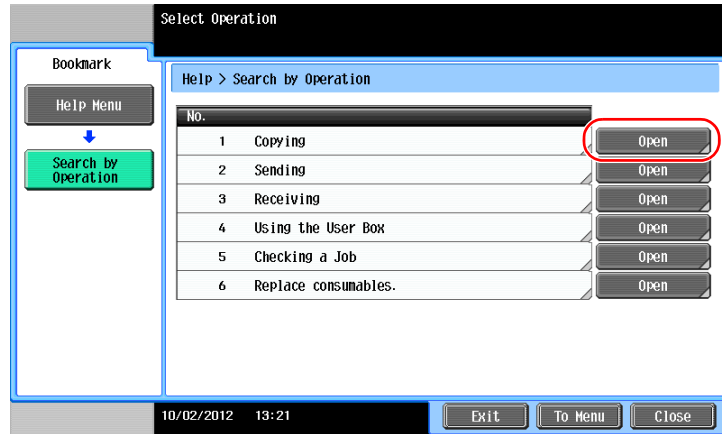 Select Operation
Bookmark
Help Menu
Search by
Operation
Help > Search by Operation
No.
1 Copying Open
2 Sending Open
3 Receiving Open
4 Using the User Box Open
5 Checking a Job Open
6 Replace consumables. Open
10/02/2012 13:21 Exit To Menu Close